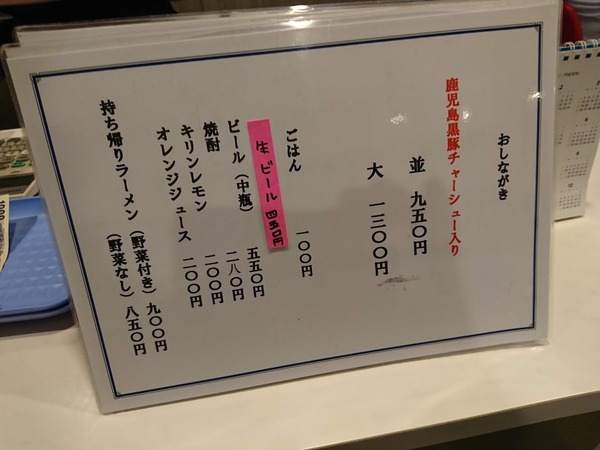 おしながき
鹿児島黒豚チャーシュー入り
並 九五〇円
大 一三〇〇円
ごはん 一〇〇円
生ビール 四五〇円
ビール（中瓶） 五五〇円
焼酎 二八〇円
キリンレモン 二〇〇円
オレンジジュース 二〇〇円
持ち帰りラーメン（野菜付き）九〇〇円
（野菜なし）八五〇円